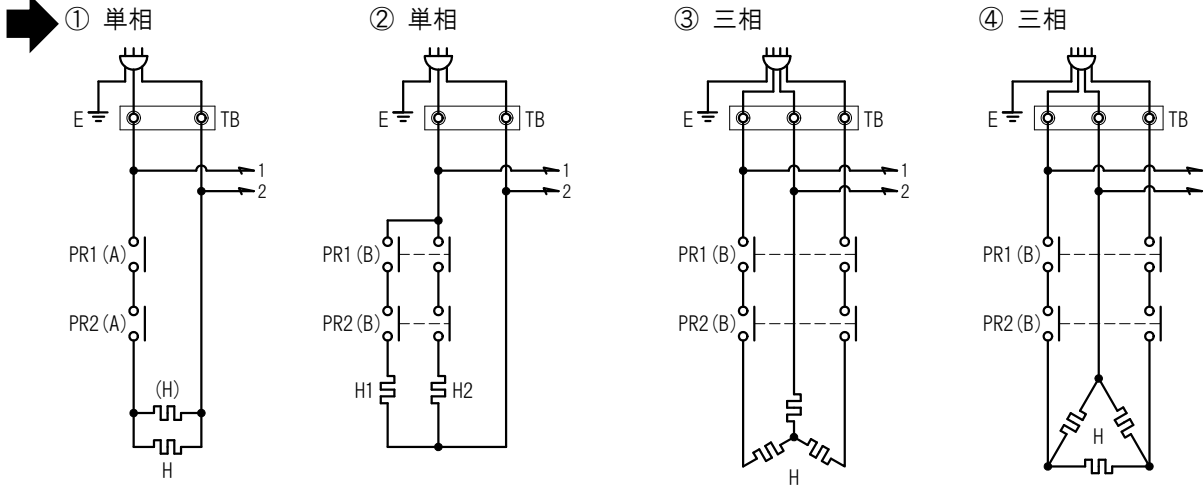 ① 単相
E
TB
1
2
PR1(A)
PR2(A)
(H)
H
② 単相
E
TB
1
2
PR1(B)
PR2(B)
H1
H2
③ 三相
E
TB
1
2
PR1(B)
PR2(B)
H
④ 三相
E
TB
PR1(B)
PR2(B)
H